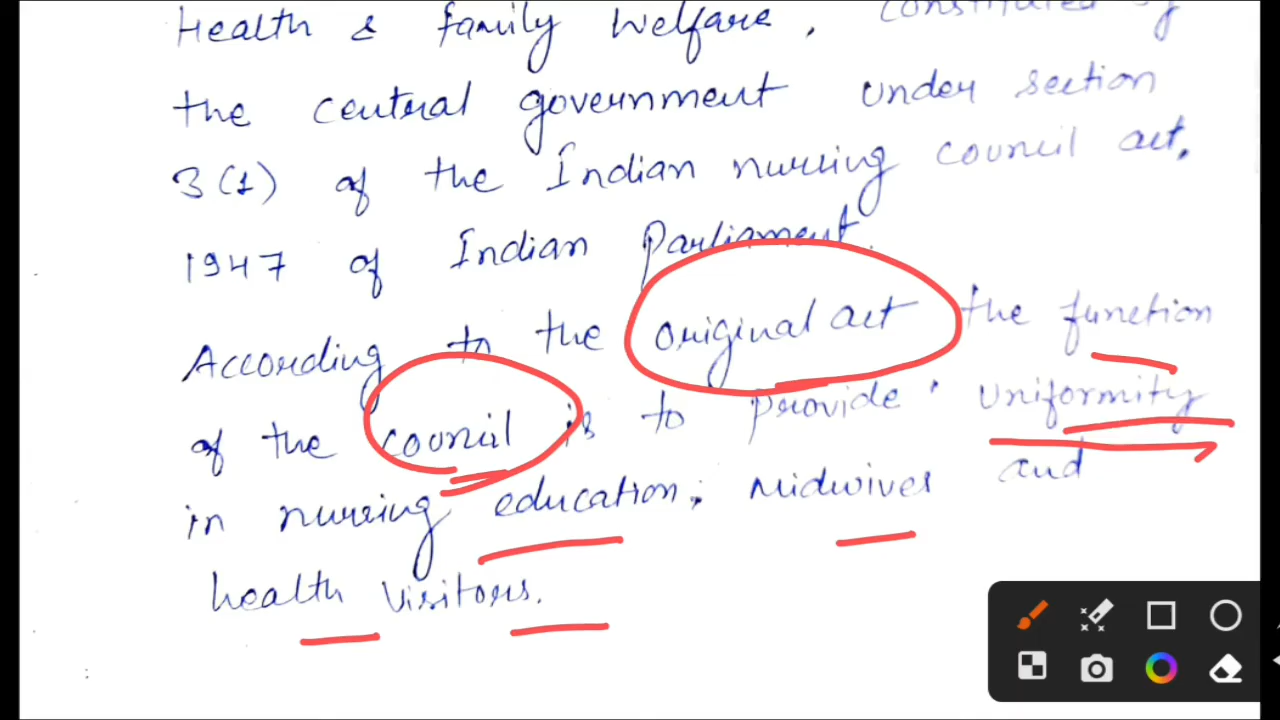 Health & family Welfare, constituted by
the central government under section
3(1) of the Indian nursing council act,
1947 of Indian Parliament.
According to the original act the function
of the council is to provide uniformity
in nursing education, Midwives and
health visitors.